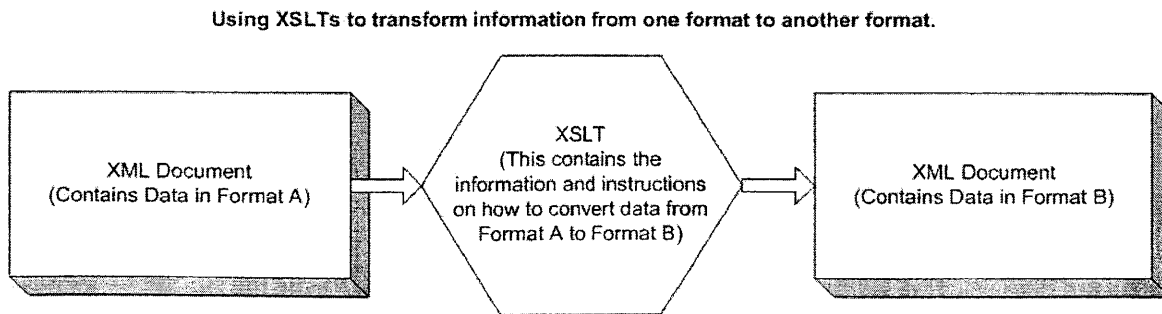 Using XSLTs to transform information from one format to another format.
XML Document
(Contains Data in Format A)
XSLT
(This contains the
information and instructions
on how to convert data from
Format A to Format B)
XML Document
(Contains Data in Format B)